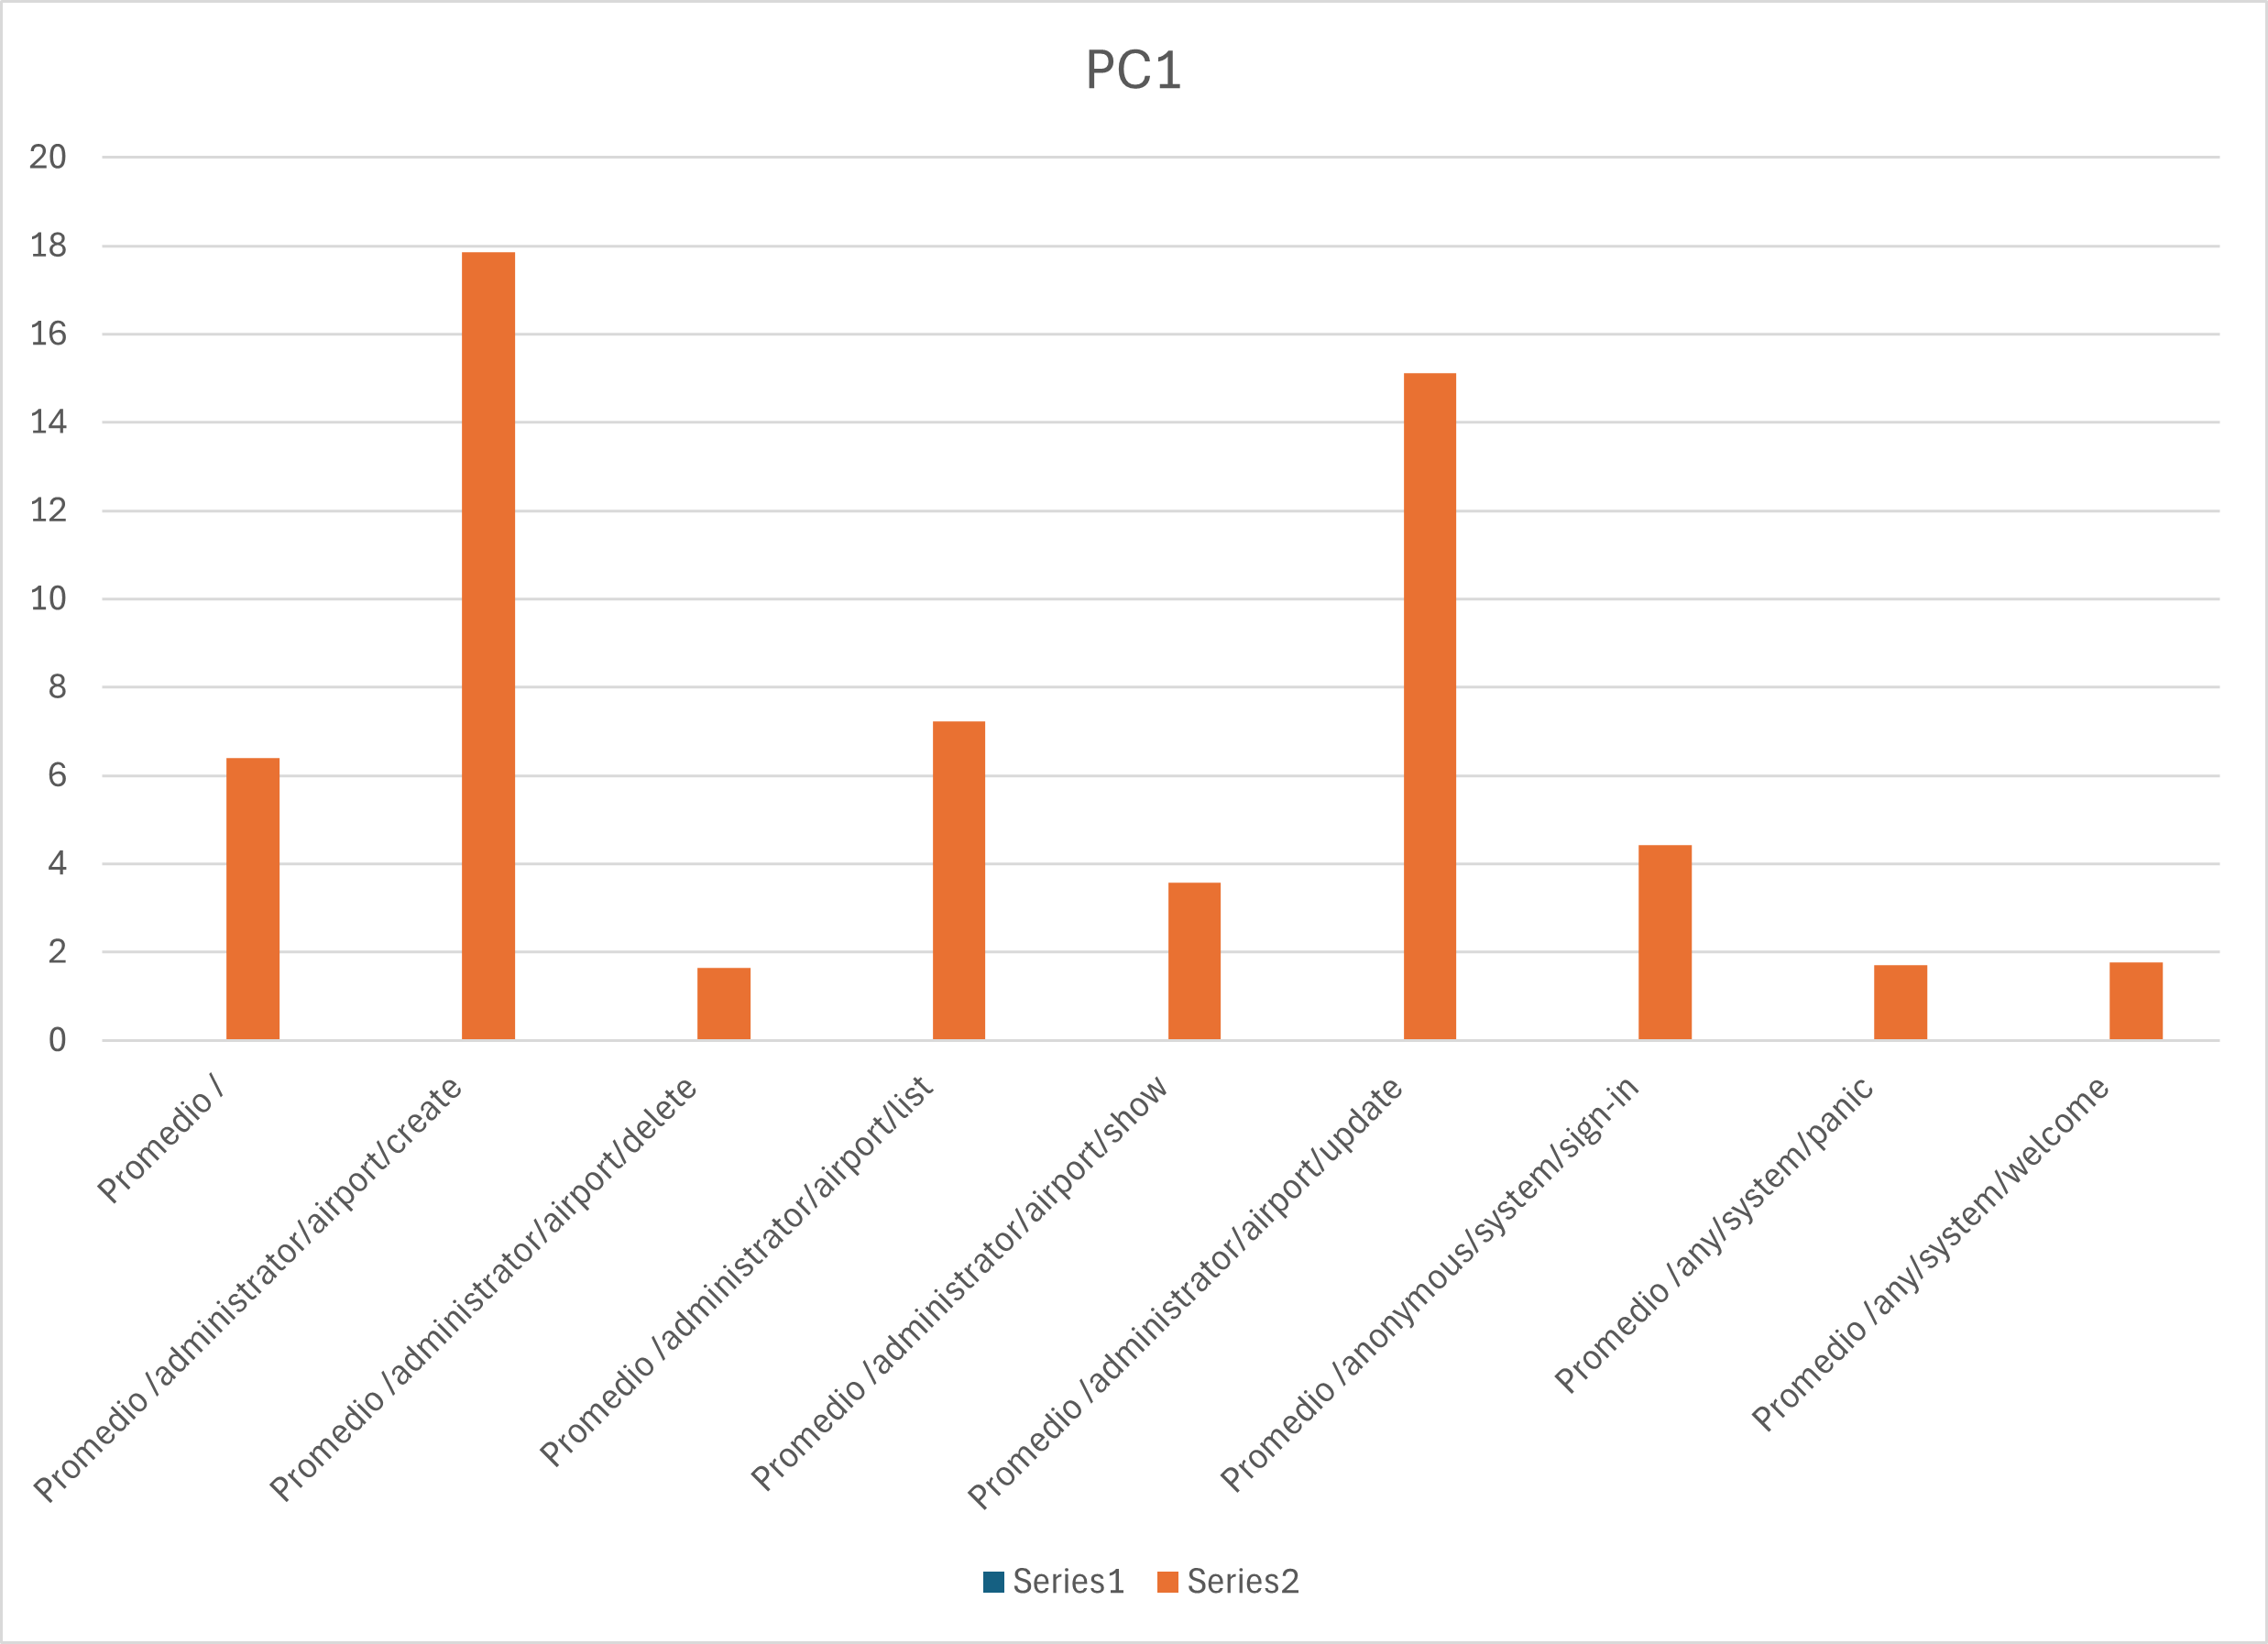 PC1
20
18
16
14
12
10
8
6
4
2
0
Promedio /
Promedio /administrator/airport/create
Promedio /administrator/airport/delete
Promedio /administrator/airport/list
Promedio /administrator/airport/show
Promedio /administrator/airport/update
Promedio /anonymous/system/sign-in
Promedio /any/system/panic
Promedio /any/system/welcome
Series1 Series2